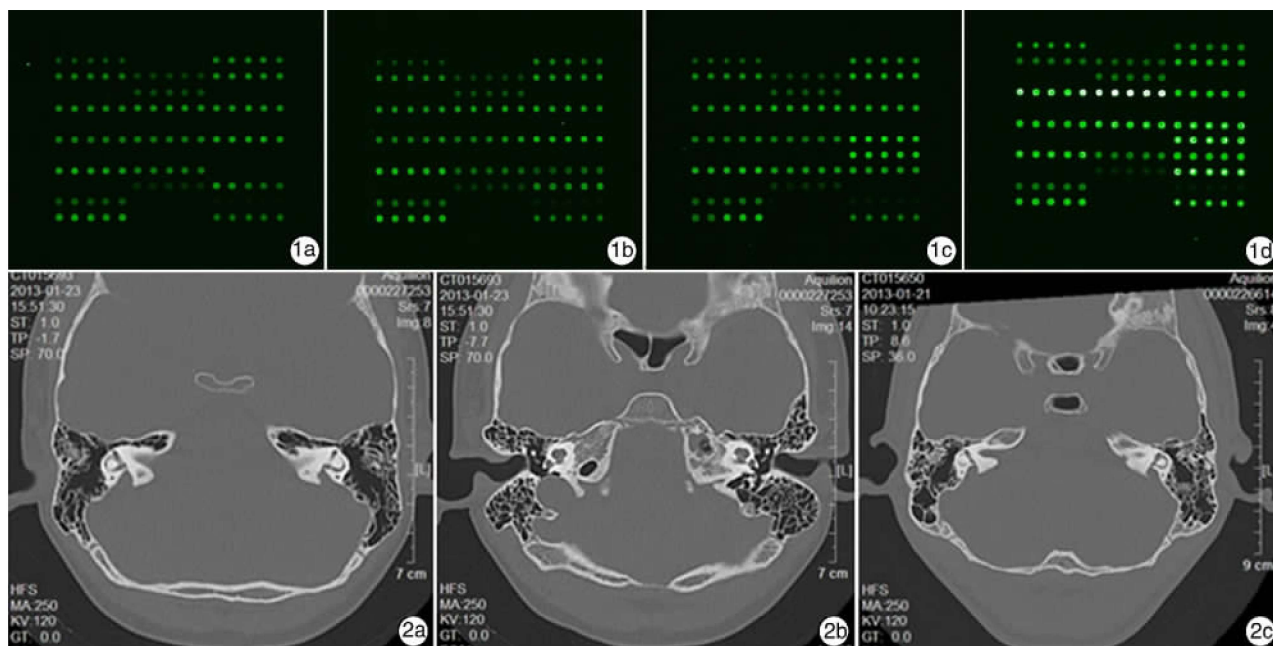 1a
1b
1c
1d
CT015693
2013-01-23
15:51:30
ST: 1.0
TP: -1.7
SP: 70.0
Aquilion
0000227253
Srs:7
Img:8
[L]
7 cm
HFS
MA:250
KV:120
GT: 0.0
2a
CT015693
2013-01-23
15:51:30
ST: 1.0
TP: -7.7
SP: 70.0
Aquilion
0000227253
Srs:7
Img:14
[L]
7 cm
HFS
MA:250
KV:120
GT: 0.0
2b
CT015650
2013-01-21
10:23:15
ST: 1.0
TP: 8.6
SP: 36.0
Aquilion
[L]
9 cm
HFS
MA:250
KV:120
GT: 0.0
2c